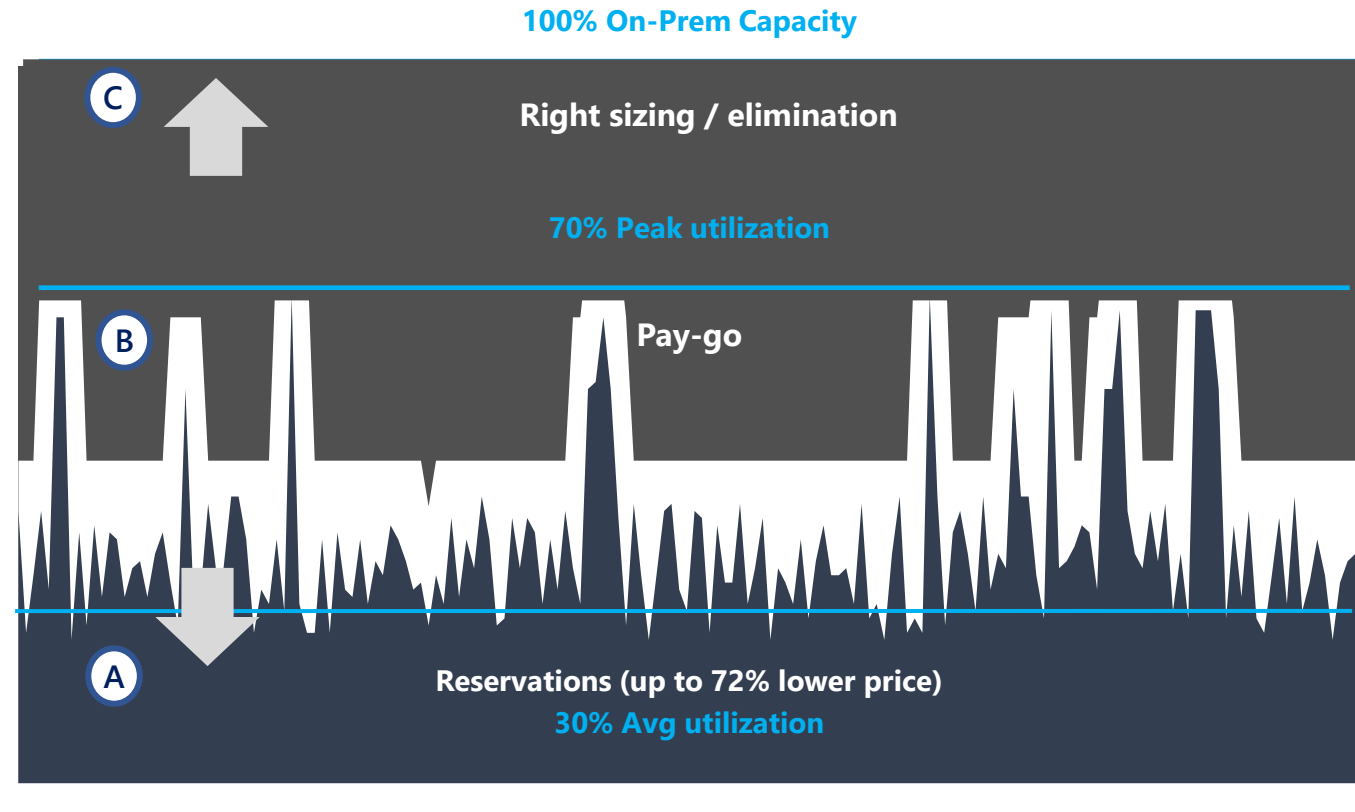 100% On-Prem Capacity
C
Right sizing / elimination
70% Peak utilization
B
Pay-go
A
Reservations (up to 72% lower price)
30% Avg utilization